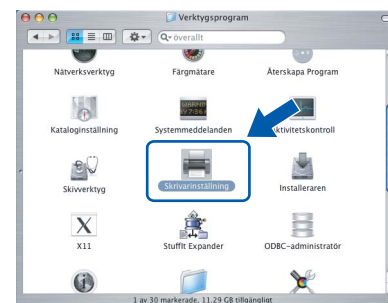 Verktygsprogram
överallt
Nätverksverktyg
Färgmätare
Återskapa Program
Kataloginställning
Systemmeddelanden
ktivitetskontroll
Skivverktyg
Skrivarinställning
Installeraren
X11
StuffIt Expander
ODBC-administratör
1 av 30 markerade, 11.29 GB tillgängligt